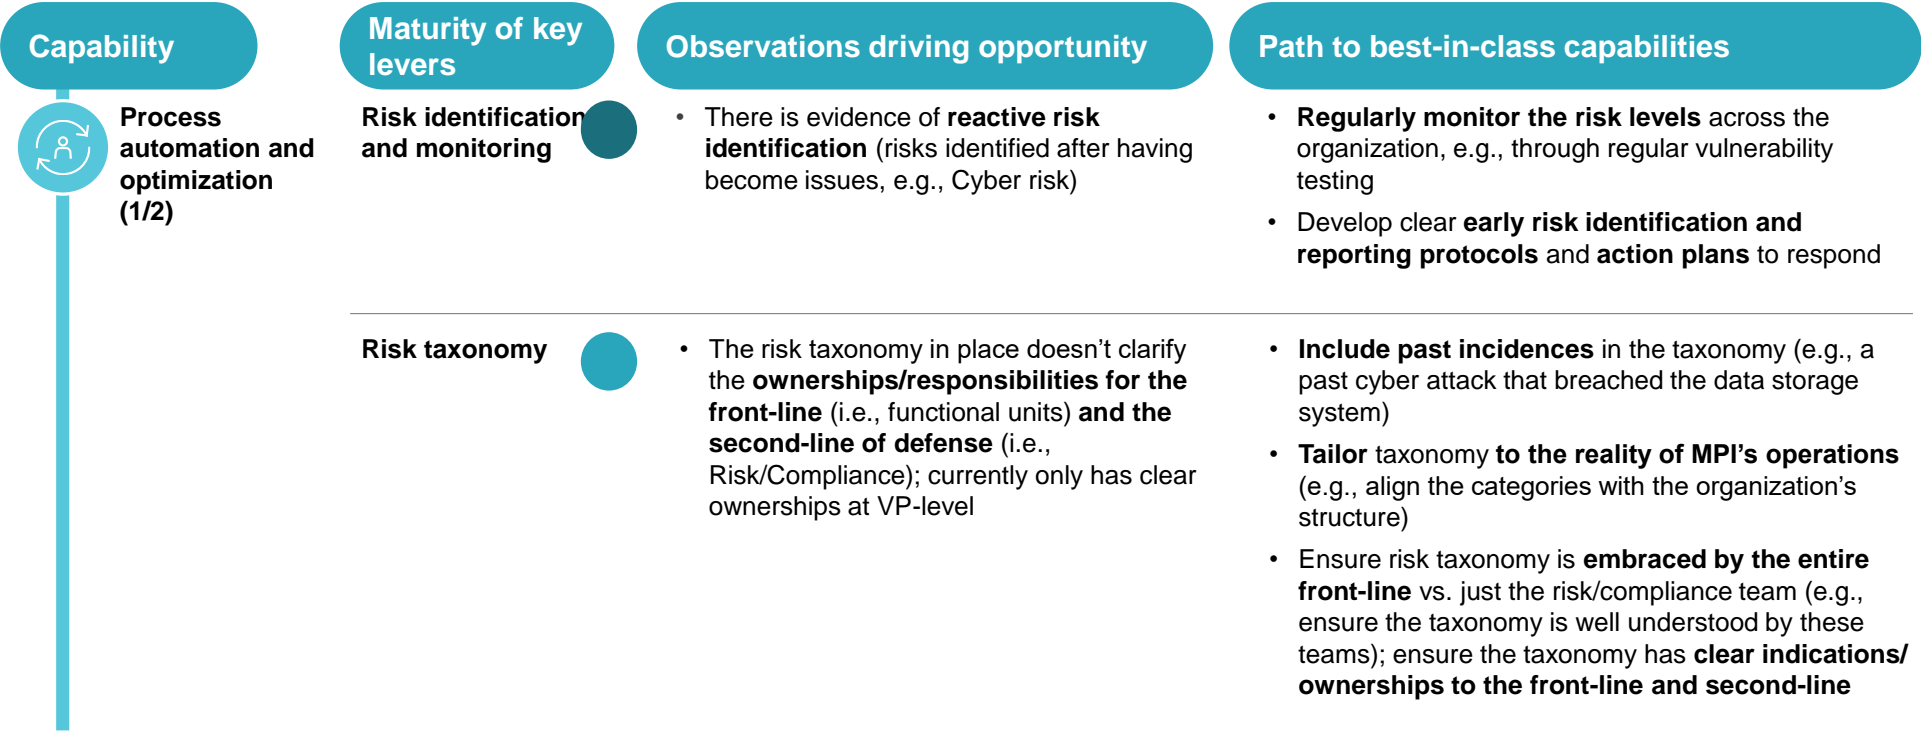 Capability
Maturity of key
levers
Observations driving opportunity
Path to best-in-class capabilities
Process
automation and
optimization
(1/2)
Risk identification
and monitoring
• There is evidence of reactive risk
identification (risks identified after having
become issues, e.g., Cyber risk)
• Regularly monitor the risk levels across the
organization, e.g., through regular vulnerability
testing
• Develop clear early risk identification and
reporting protocols and action plans to respond
Risk taxonomy
• The risk taxonomy in place doesn’t clarify
the ownerships/responsibilities for the
front-line (i.e., functional units) and the
second-line of defense (i.e.,
Risk/Compliance); currently only has clear
ownerships at VP-level
• Include past incidences in the taxonomy (e.g., a
past cyber attack that breached the data storage
system)
• Tailor taxonomy to the reality of MPI’s operations
(e.g., align the categories with the organization’s
structure)
• Ensure risk taxonomy is embraced by the entire
front-line vs. just the risk/compliance team (e.g.,
ensure the taxonomy is well understood by these
teams); ensure the taxonomy has clear indications/
ownerships to the front-line and second-line